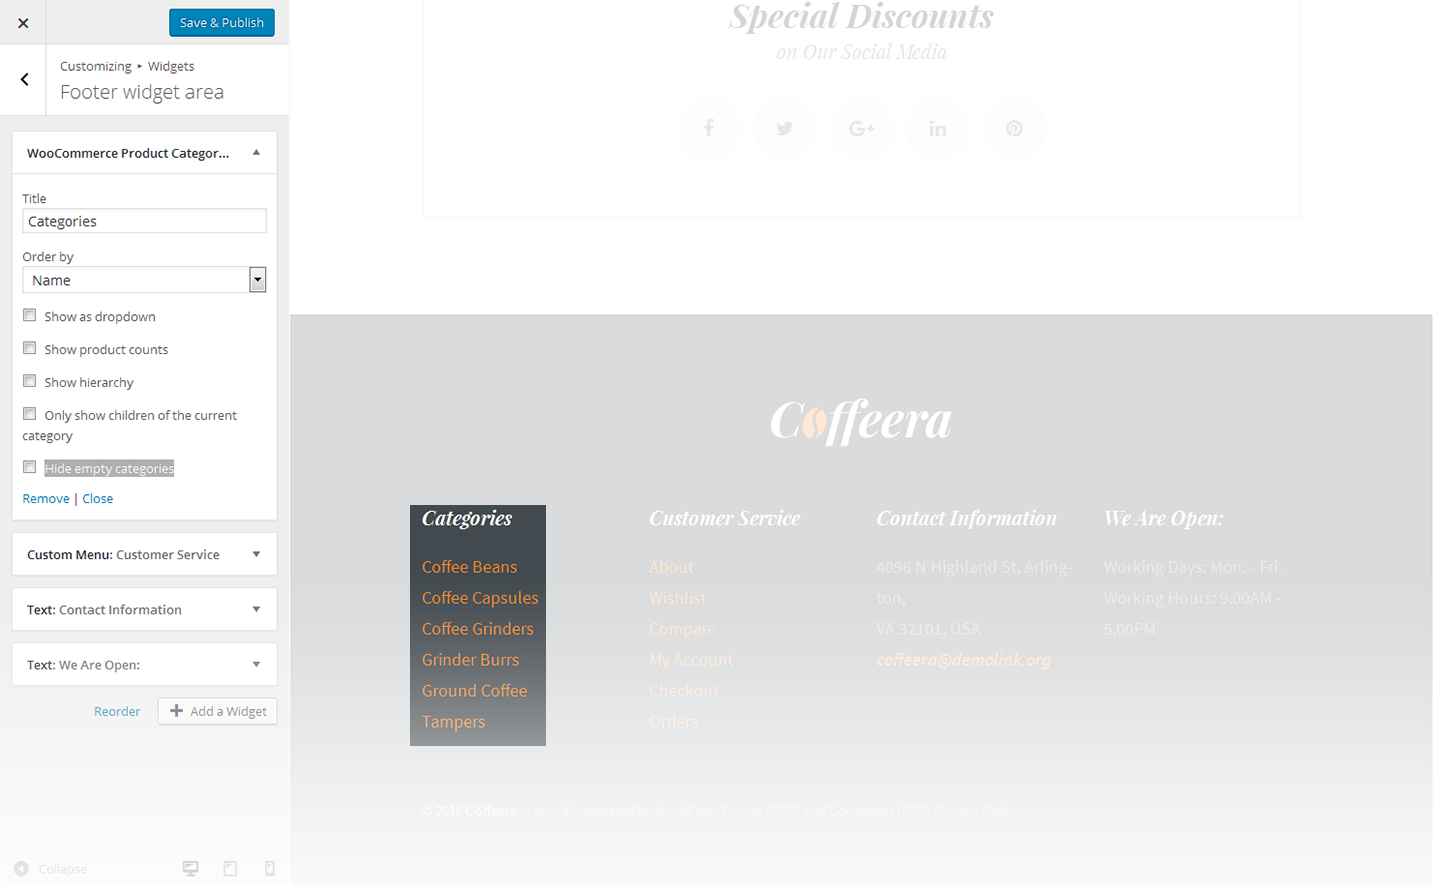 Save & Publish
Customizing ▸ Widgets
Footer widget area
WooCommerce Product Categor...
Title
Categories
Order by
Name
Show as dropdown
Show product counts
Show hierarchy
Only show children of the current
category
Hide empty categories
Remove | Close
Custom Menu: Customer Service
Text: Contact Information
Text: We Are Open:
Reorder
Add a Widget
Collapse
Special Discounts
on Our Social Media
Coffeera
Categories
Coffee Beans
Coffee Capsules
Coffee Grinders
Grinder Burrs
Ground Coffee
Tampers
Customer Service
About
Wishlist
Compare
My Account
Checkout
Orders
Contact Information
4096 N Highland St, Arling-
ton,
VA 32101, USA
coffeera@demolink.org
We Are Open:
Working Days: Mon. - Fri.
Working Hours: 9.00AM -
5.00PM
© 2016 Coffeera is proudly powered by WordPress Entries (RSS) and Comments (RSS) Privacy Policy